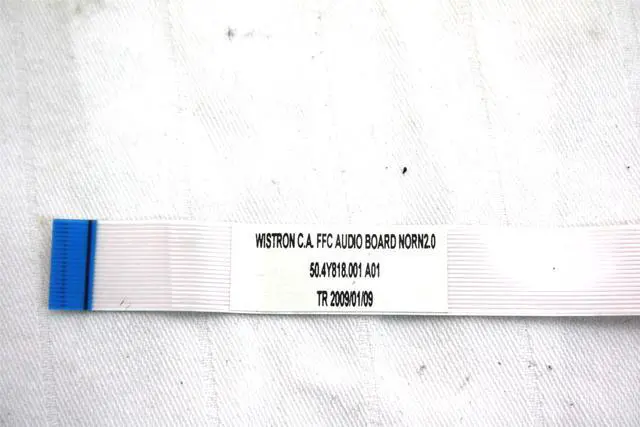 WISTRON C.A. FFC AUDIO BOARD NORN2.0
50.4Y818.001 A01
TR 2009/01/09